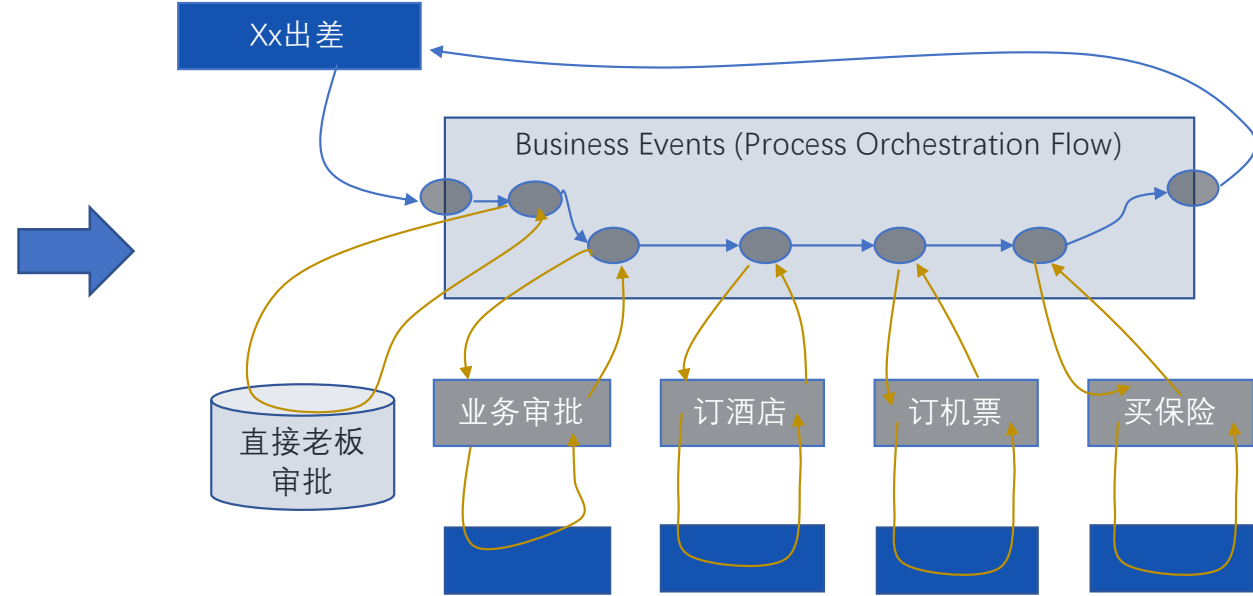 Xx出差
Business Events (Process Orchestration Flow)
直接老板
审批
业务审批
订酒店
订机票
买保险